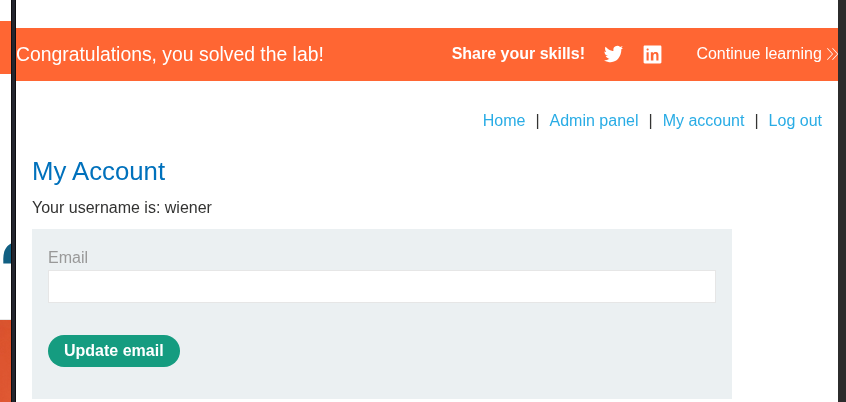 Congratulations, you solved the lab! Share your skills! Continue learning
Home | Admin panel | My account | Log out
My Account
Your username is: wiener
Email
Update email